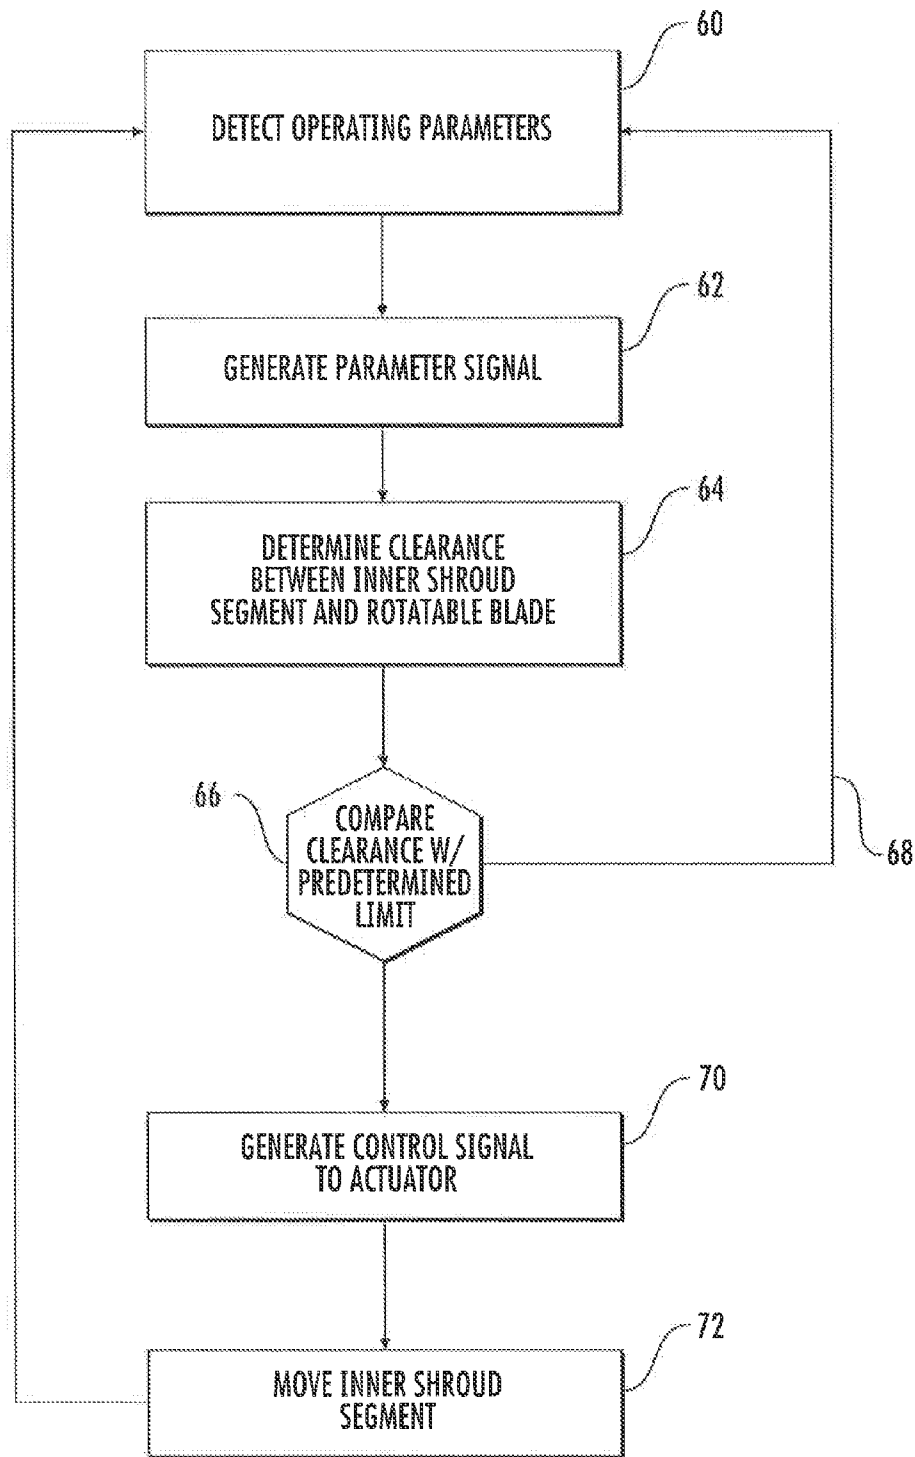 60
DETECT OPERATING PARAMETERS
62
GENERATE PARAMETER SIGNAL
64
DETERMINE CLEARANCE
BETWEEN INNER SHROUD
SEGMENT AND ROTATABLE BLADE
66
COMPARE
CLEARANCE W/
PREDETERMINED
LIMIT
68
70
GENERATE CONTROL SIGNAL
TO ACTUATOR
72
MOVE INNER SHROUD
SEGMENT